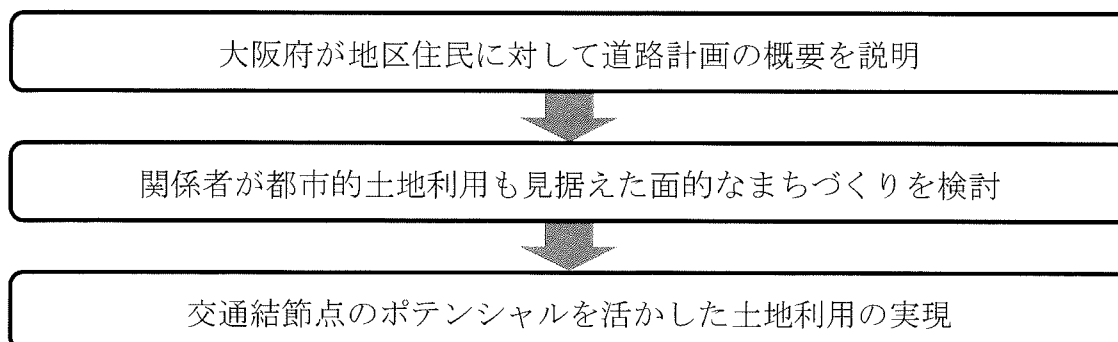 大阪府が地区住民に対して道路計画の概要を説明
関係者が都市的土地利用も見据えた面的なまちづくりを検討
交通結節点のポテンシャルを活かした土地利用の実現